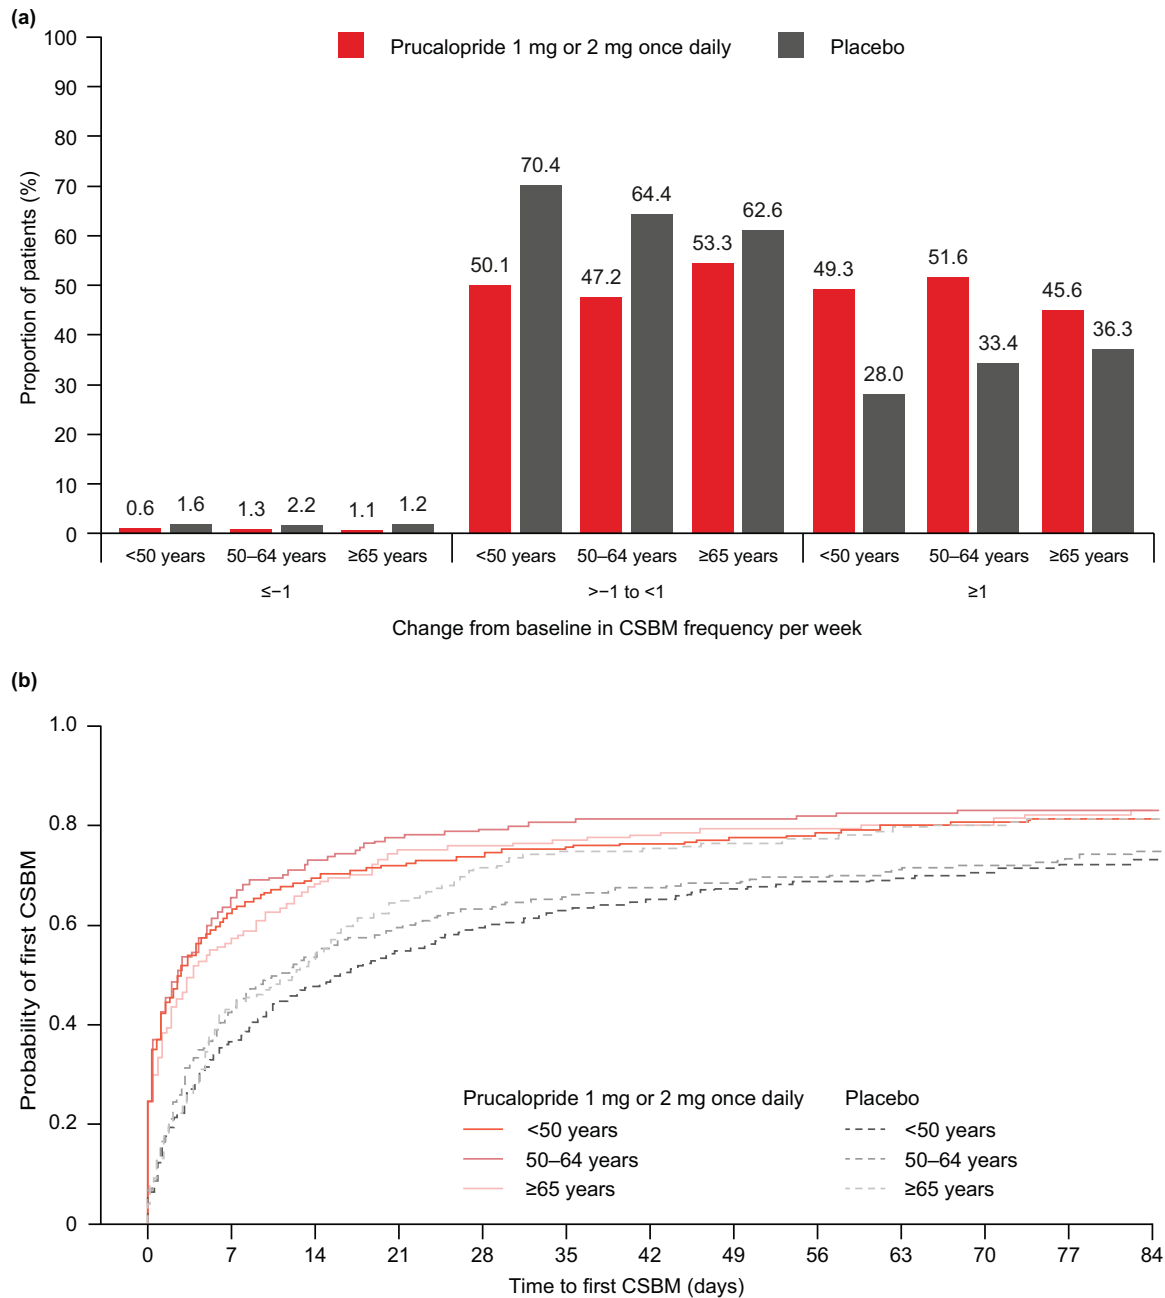 (a)
Prucalopride 1 mg or 2 mg once daily Placebo
Proportion of patients (%)
100
90
80
70
60
50
40
30
20
10
0
0.6 1.6 1.3 2.2 1.1 1.2
50.1 70.4 47.2 64.4 53.3 62.6
49.3 28.0 51.6 33.4 45.6 36.3
<50 years 50–64 years ≥65 years <50 years 50–64 years ≥65 years <50 years 50–64 years ≥65 years
≤−1 >−1 to <1 ≥1
Change from baseline in CSBM frequency per week
(b)
Probability of first CSBM
1.0
0.8
0.6
0.4
0.2
0
Prucalopride 1 mg or 2 mg once daily Placebo
<50 years <50 years
50–64 years 50–64 years
≥65 years ≥65 years
0 7 14 21 28 35 42 49 56 63 70 77 84
Time to first CSBM (days)